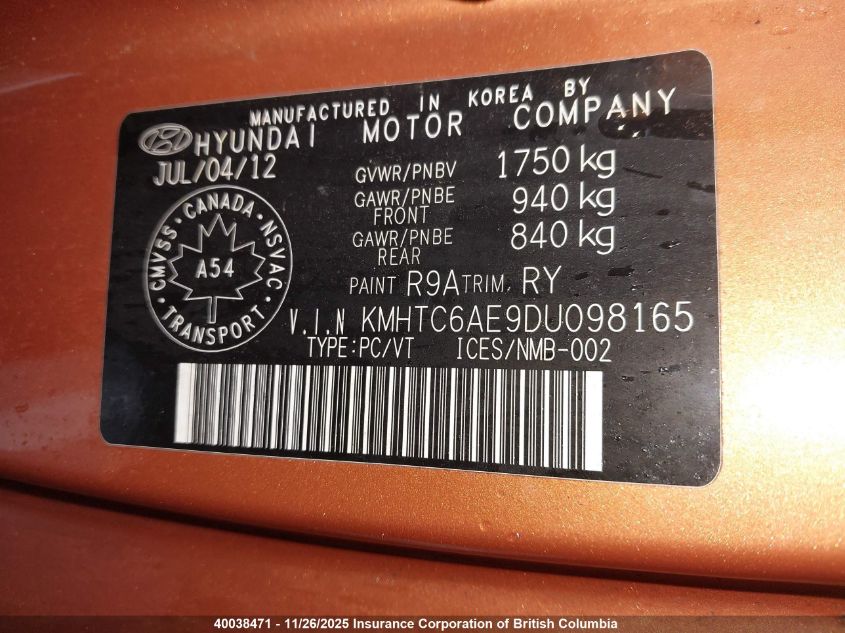 MANUFACTURED IN KOREA BY
HYUNDAI MOTOR COMPANY
JUL/04/12
GVWR/PNBV 1750 kg
GAWR/PNBE FRONT 940 kg
GAWR/PNBE REAR 840 kg
CANADA
CMVSS NSVAC
A54
TRANSPORT
PAINT R9A TRIM RY
V.I.N KMHTC6AE9DU098165
TYPE:PC/VT ICES/NMB-002
40038471 - 11/26/2025 Insurance Corporation of British Columbia